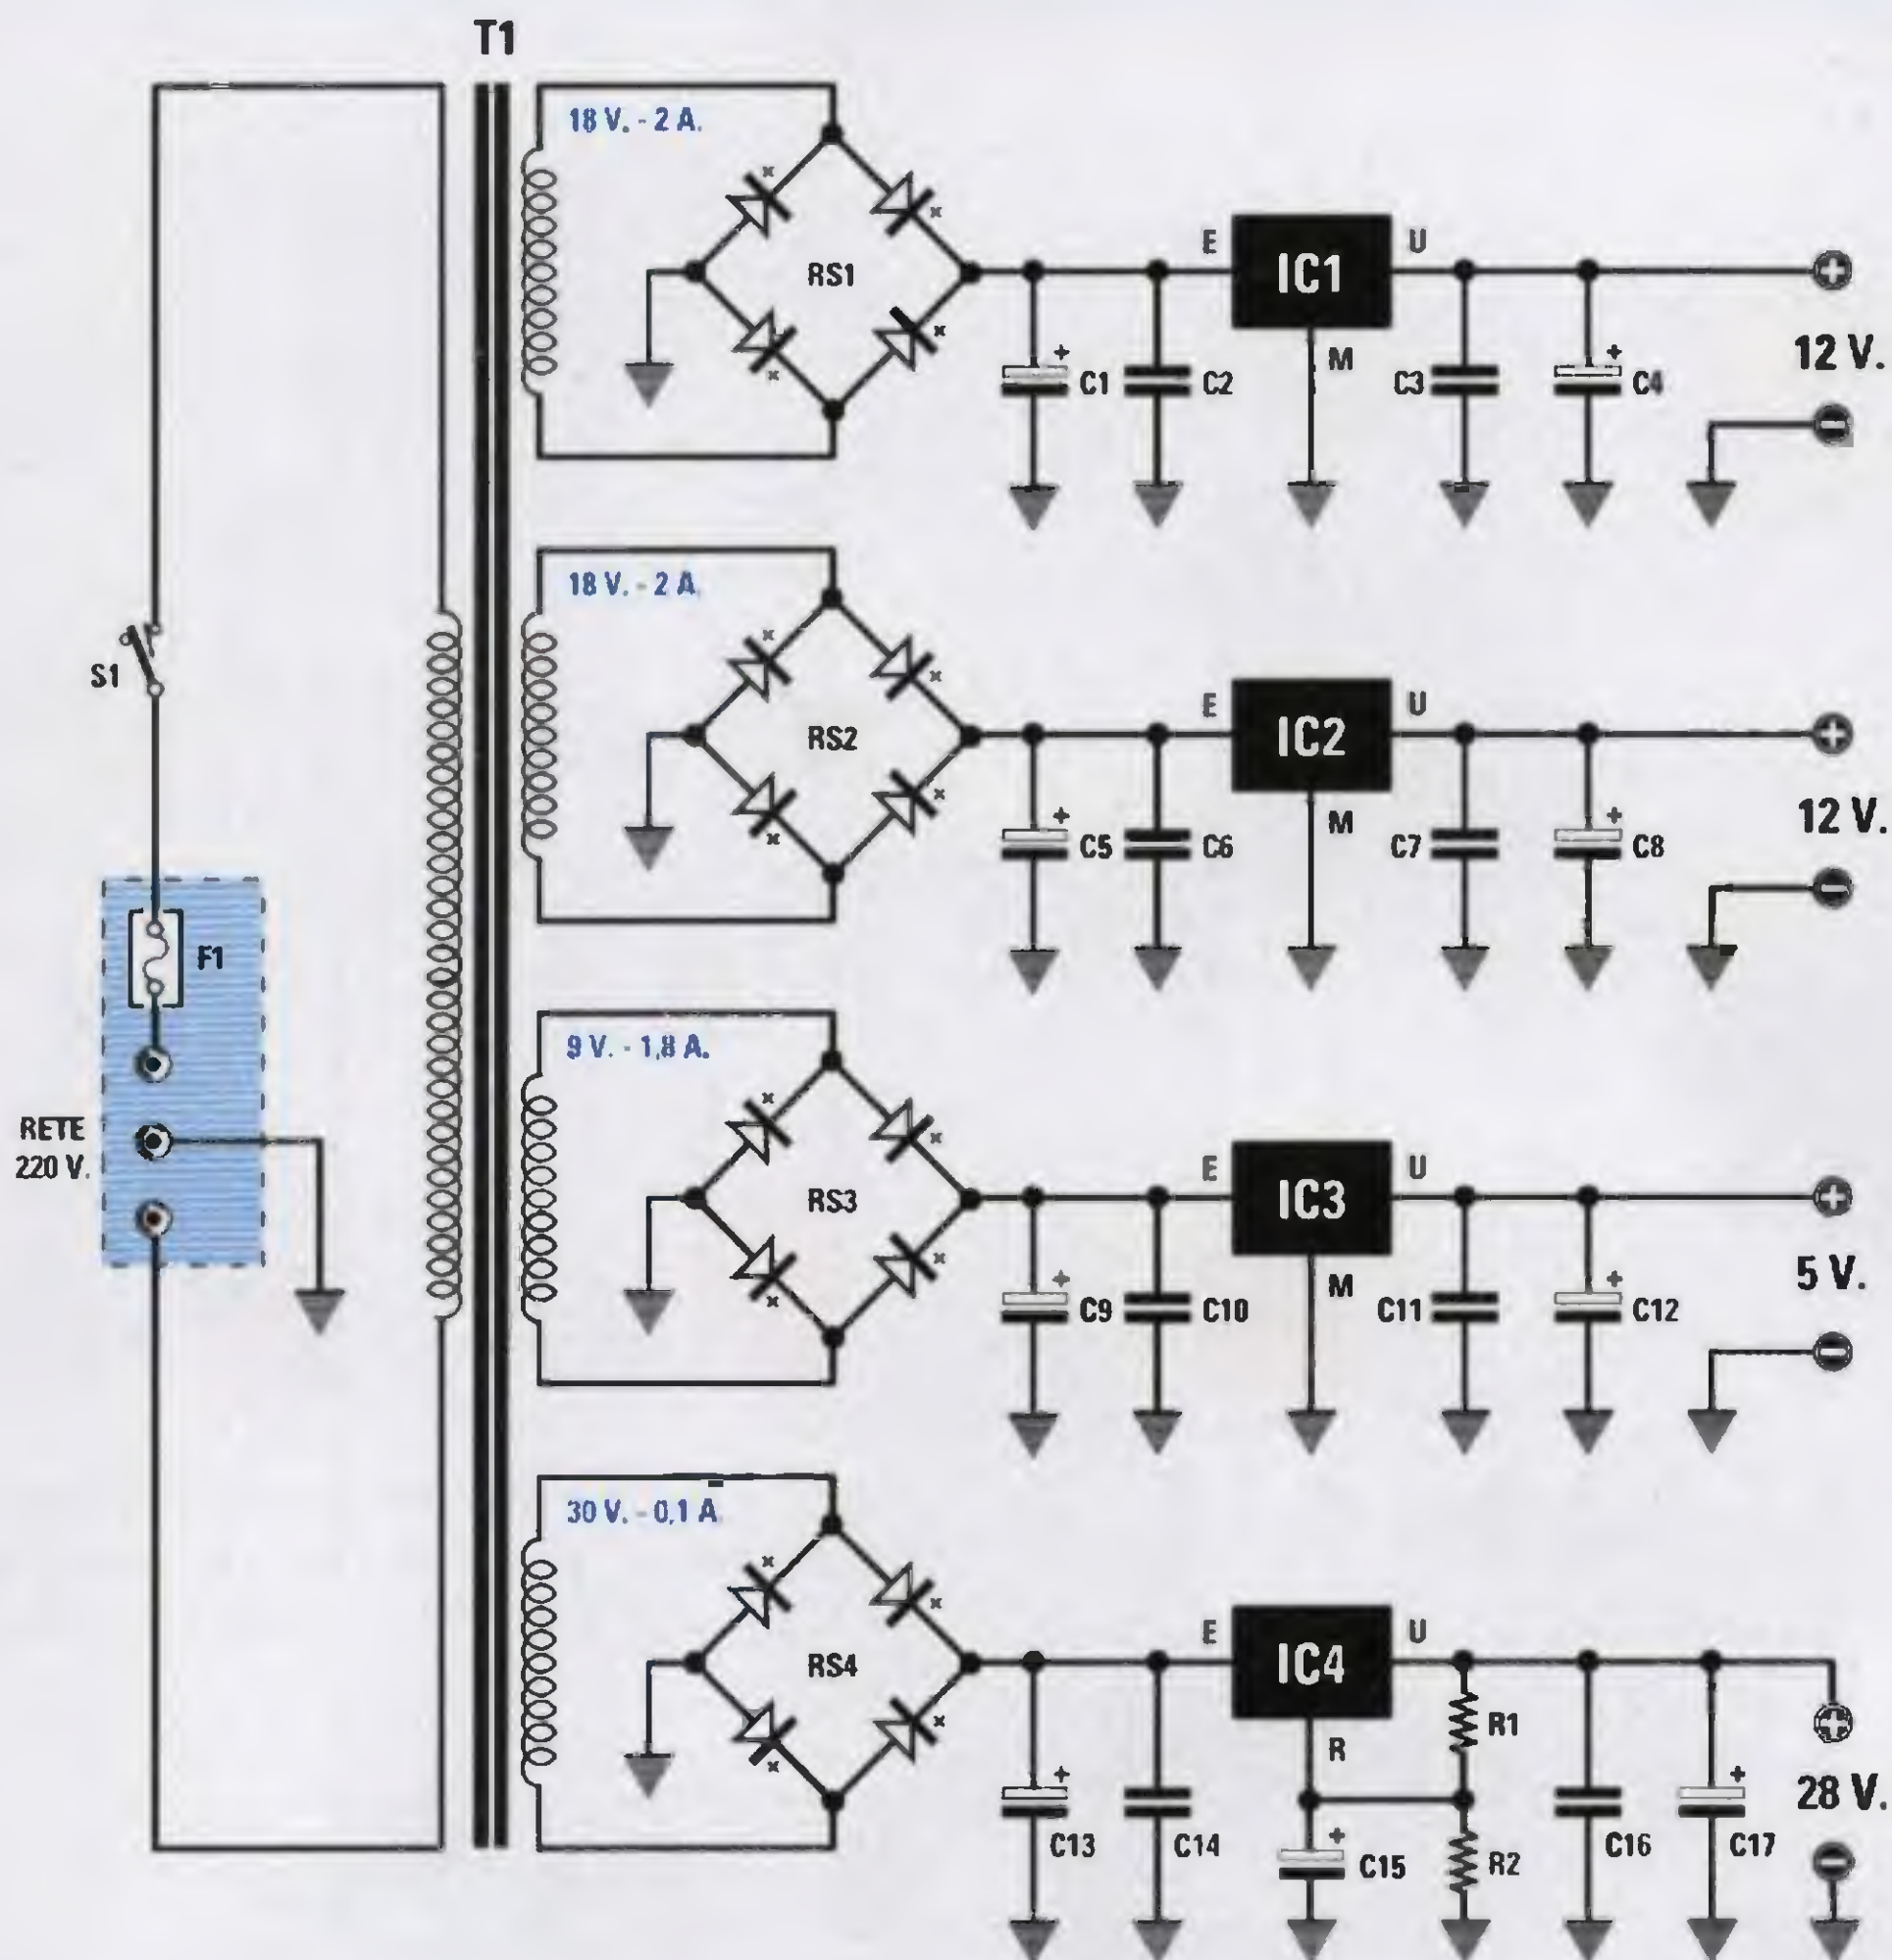 T1
18 V. - 2 A.
RS1
E
IC1
U
M
C1
C2
C3
C4
12 V.
18 V. - 2 A.
S1
RS2
E
IC2
U
M
C5
C6
C7
C8
12 V.
F1
RETE
220 V.
9 V. - 1,8 A.
RS3
E
IC3
U
M
C9
C10
C11
C12
5 V.
30 V. - 0,1 A
RS4
E
IC4
U
R
R1
C13
C14
C15
R2
C16
C17
28 V.